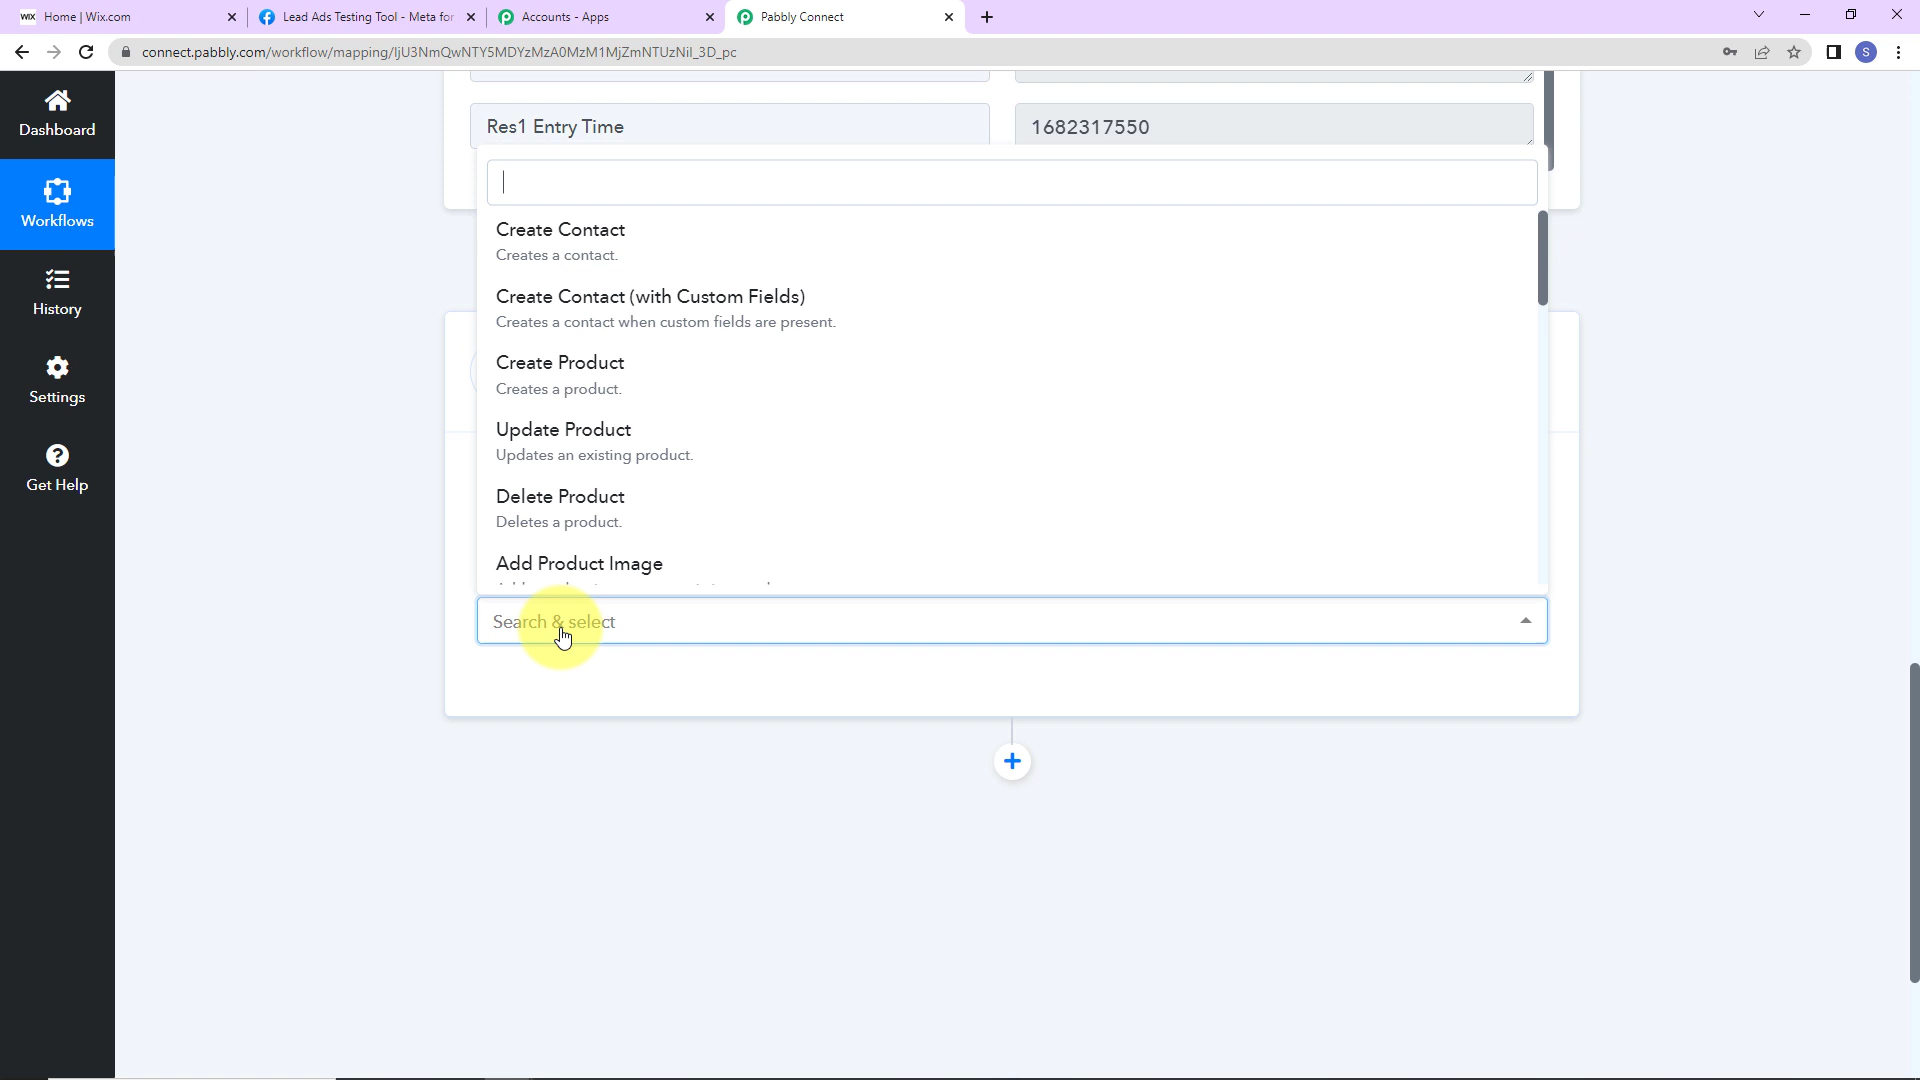 WIX Home | Wix.com
Lead Ads Testing Tool - Meta for
Accounts - Apps
Pabbly Connect
connect.pabbly.com/workflow/mapping/IjU3NmQwNTY5MDYzMzA0MzM1MjZmNTUzNiI_3D_pc
S
Dashboard
Workflows
History
Settings
Get Help
Res1 Entry Time
1682317550
Create Contact
Creates a contact.
Create Contact (with Custom Fields)
Creates a contact when custom fields are present.
Create Product
Creates a product.
Update Product
Updates an existing product.
Delete Product
Deletes a product.
Add Product Image
Search & select